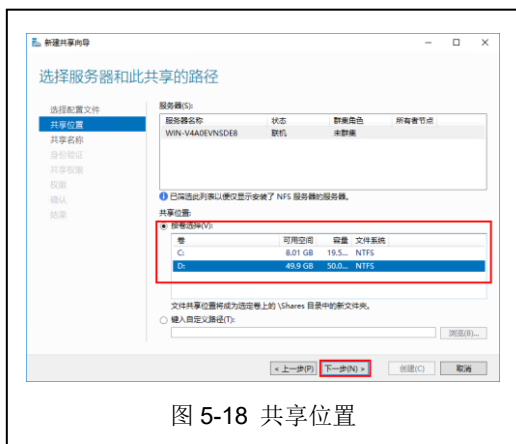 新建共享向导
选择服务器和此共享的路径
选择配置文件
共享位置
共享名称
身份验证
共享权限
权限
确认
结果
服务器(S):
服务器名称 状态 群集角色 所有者节点
WIN-V4A0EVNSDE8 联机 未群集
已筛选此列表以便仅显示安装了 NFS 服务器的服务器。
共享位置:
按卷选择(V):
卷 可用空间 容量 文件系统
C: 8.01 GB 19.5... NTFS
D: 49.9 GB 50.0... NTFS
文件共享位置将成为选定卷上的 \Shares 目录中的新文件夹。
键入自定义路径(T):
浏览(B)...
< 上一步(P) 下一步(N) > 创建(C) 取消
图 5-18 共享位置